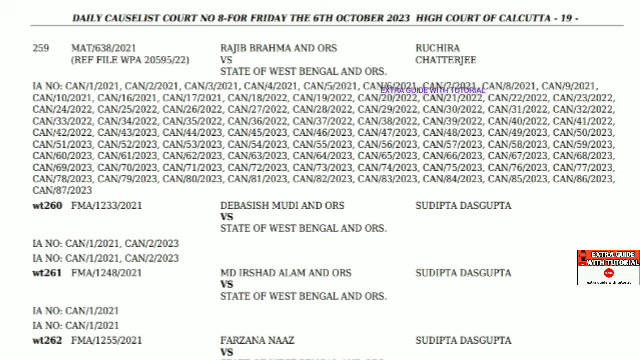 DAILY CAUSELIST COURT NO 8-FOR FRIDAY THE 6TH OCTOBER 2023 HIGH COURT OF CALCUTTA - 19 -
259 MAT/638/2021 RAJIB BRAHMA AND ORS RUCHIRA
(REF FILE WPA 20595/22) VS CHATTERJEE
STATE OF WEST BENGAL AND ORS.
IA NO: CAN/1/2021, CAN/2/2021, CAN/3/2021, CAN/4/2021, CAN/5/2021, CAN/6/2021, CAN/7/2021, CAN/8/2021, CAN/9/2021,
EXTRA GUIDE WITH TUTORIAL
CAN/10/2021, CAN/16/2021, CAN/17/2021, CAN/18/2022, CAN/19/2022, CAN/20/2022, CAN/21/2022, CAN/22/2022, CAN/23/2022,
CAN/24/2022, CAN/25/2022, CAN/26/2022, CAN/27/2022, CAN/28/2022, CAN/29/2022, CAN/30/2022, CAN/31/2022, CAN/32/2022,
CAN/33/2022, CAN/34/2022, CAN/35/2022, CAN/36/2022, CAN/37/2022, CAN/38/2022, CAN/39/2022, CAN/40/2022, CAN/41/2022,
CAN/42/2022, CAN/43/2023, CAN/44/2023, CAN/45/2023, CAN/46/2023, CAN/47/2023, CAN/48/2023, CAN/49/2023, CAN/50/2023,
CAN/51/2023, CAN/52/2023, CAN/53/2023, CAN/54/2023, CAN/55/2023, CAN/56/2023, CAN/57/2023, CAN/58/2023, CAN/59/2023,
CAN/60/2023, CAN/61/2023, CAN/62/2023, CAN/63/2023, CAN/64/2023, CAN/65/2023, CAN/66/2023, CAN/67/2023, CAN/68/2023,
CAN/69/2023, CAN/70/2023, CAN/71/2023, CAN/72/2023, CAN/73/2023, CAN/74/2023, CAN/75/2023, CAN/76/2023, CAN/77/2023,
CAN/78/2023, CAN/79/2023, CAN/80/2023, CAN/81/2023, CAN/82/2023, CAN/83/2023, CAN/84/2023, CAN/85/2023, CAN/86/2023,
CAN/87/2023
wt260 FMA/1233/2021 DEBASISH MUDI AND ORS SUDIPTA DASGUPTA
VS
STATE OF WEST BENGAL AND ORS.
IA NO: CAN/1/2021, CAN/2/2023
IA NO: CAN/1/2021, CAN/2/2023
EXTRA GUIDE
WITH TUTORIAL
wt261 FMA/1248/2021 MD IRSHAD ALAM AND ORS SUDIPTA DASGUPTA
VS
STATE OF WEST BENGAL AND ORS.
IA NO: CAN/1/2021
IA NO: CAN/1/2021
wt262 FMA/1255/2021 FARZANA NAAZ SUDIPTA DASGUPTA
VS